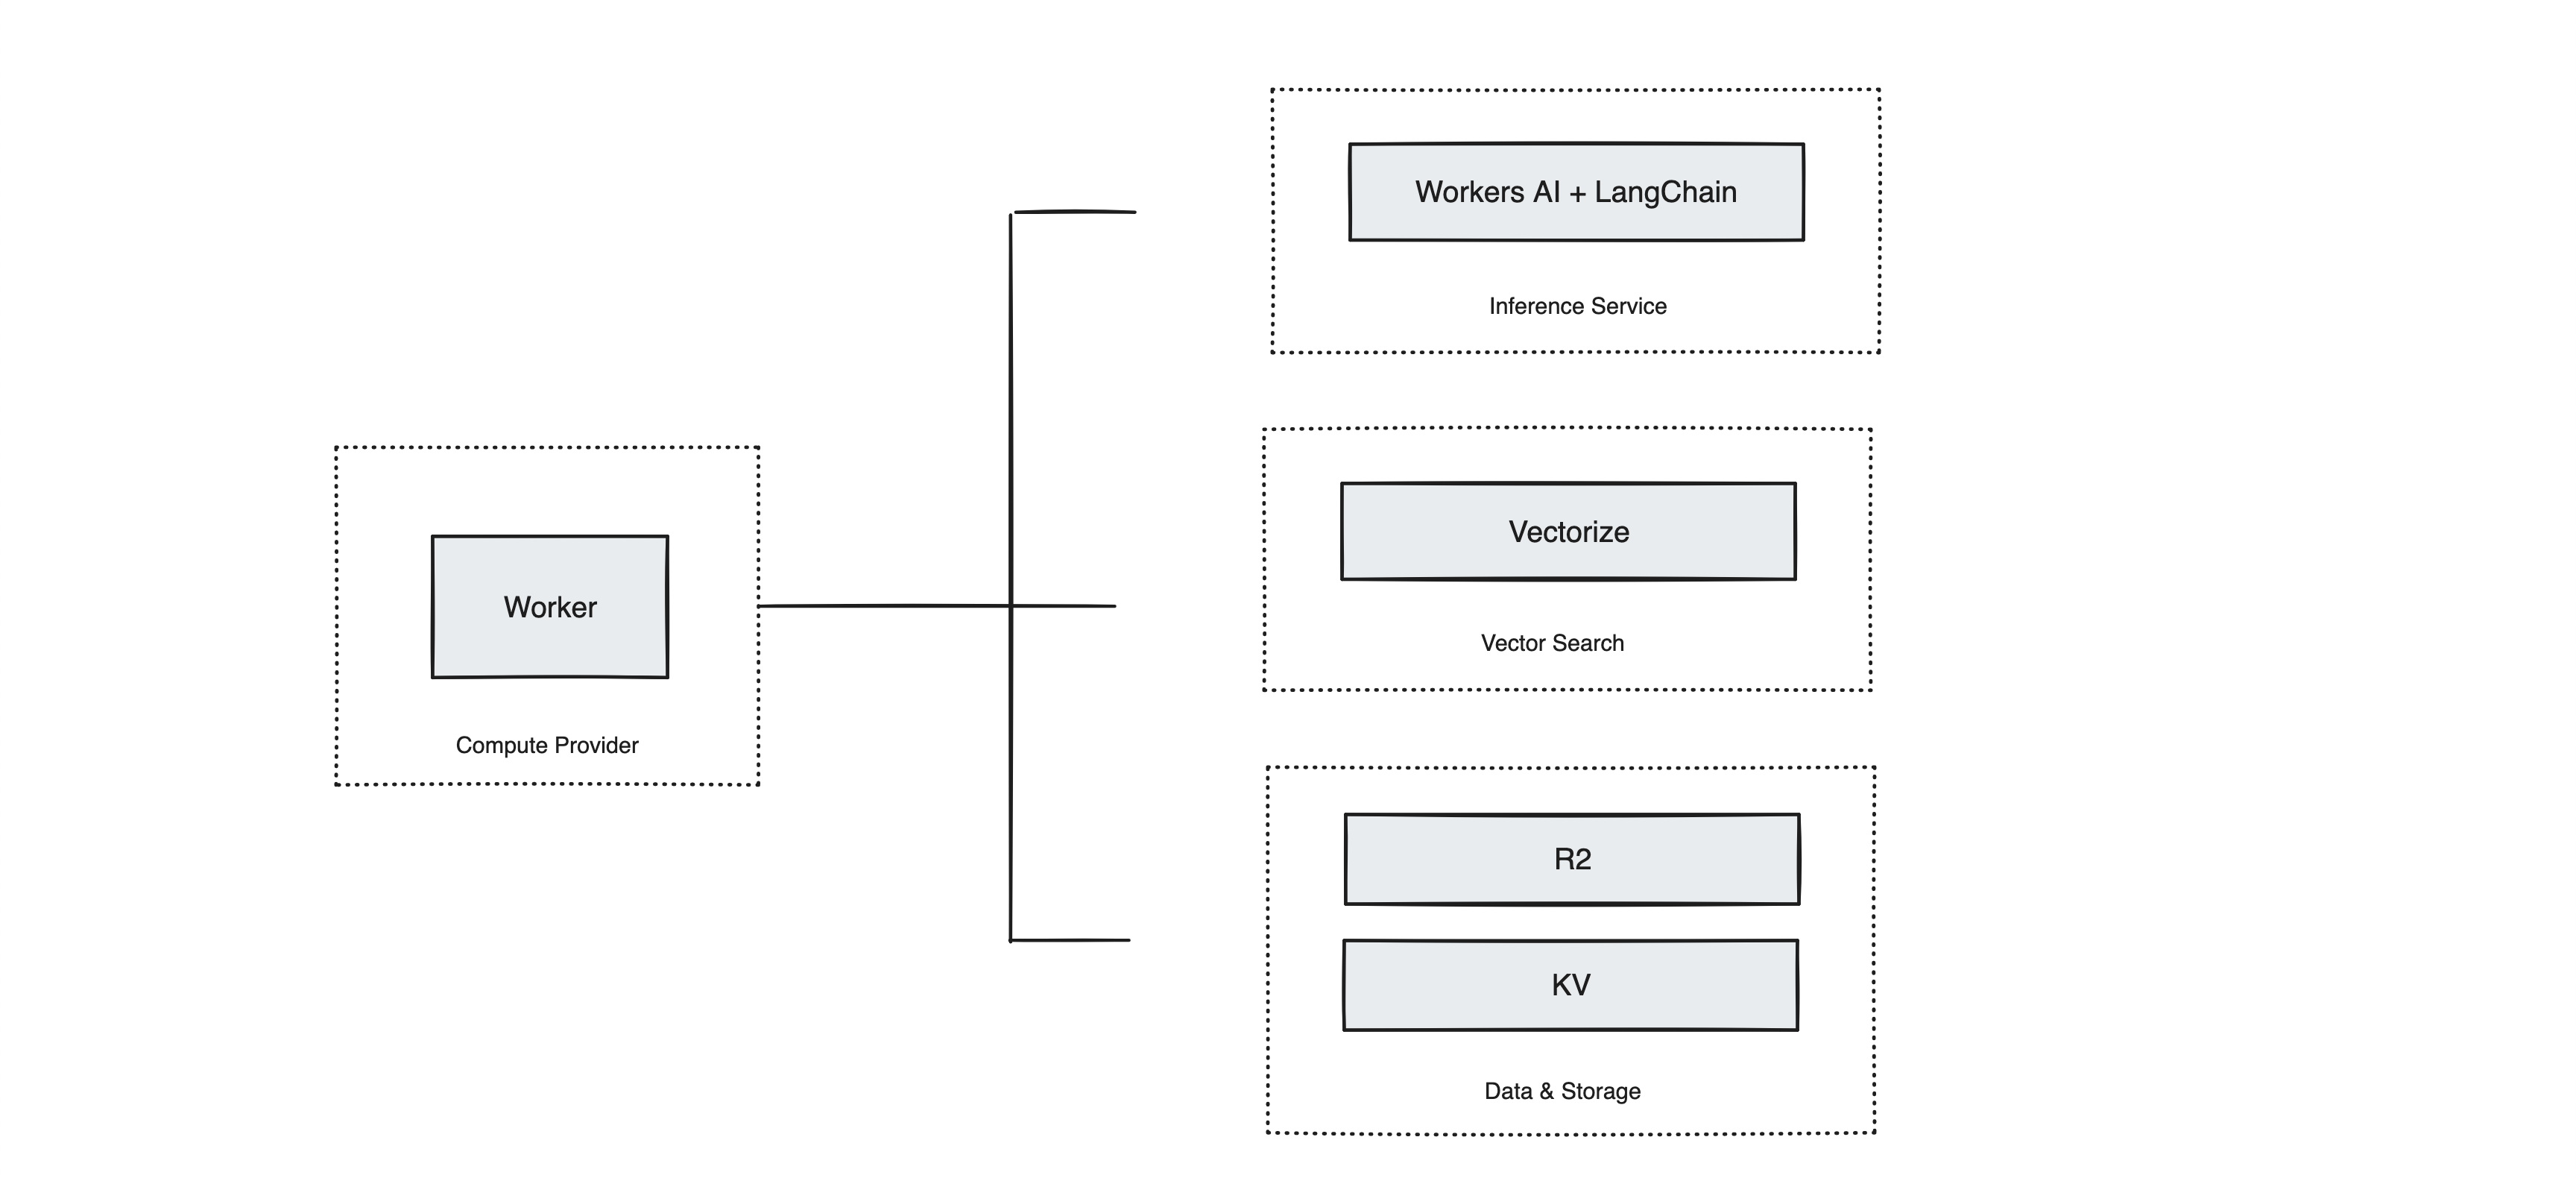 Workers AI + LangChain
Inference Service
Worker
Compute Provider
Vectorize
Vector Search
R2
KV
Data & Storage